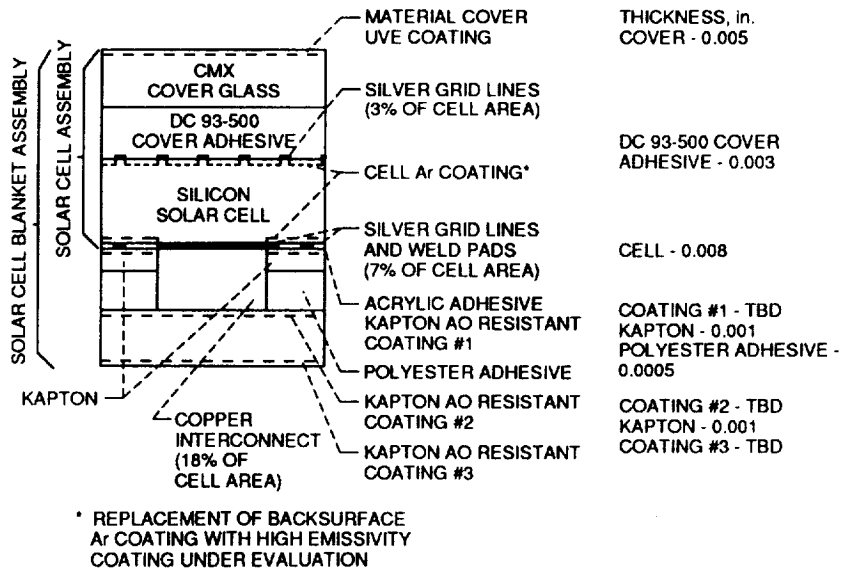 MATERIAL COVER
UVE COATING
THICKNESS, in.
COVER - 0.005
SOLAR CELL BLANKET ASSEMBLY
SOLAR CELL ASSEMBLY
CMX
COVER GLASS
SILVER GRID LINES
(3% OF CELL AREA)
DC 93-500
COVER ADHESIVE
DC 93-500 COVER
ADHESIVE - 0.003
CELL Ar COATING*
SILICON
SOLAR CELL
SILVER GRID LINES
AND WELD PADS
(7% OF CELL AREA)
CELL - 0.008
ACRYLIC ADHESIVE
KAPTON AO RESISTANT
COATING #1
COATING #1 - TBD
KAPTON - 0.001
POLYESTER ADHESIVE -
0.0005
POLYESTER ADHESIVE
KAPTON
KAPTON AO RESISTANT
COATING #2
COATING #2 - TBD
KAPTON - 0.001
COATING #3 - TBD
COPPER
INTERCONNECT
(18% OF
CELL AREA)
KAPTON AO RESISTANT
COATING #3
* REPLACEMENT OF BACKSURFACE
Ar COATING WITH HIGH EMISSIVITY
COATING UNDER EVALUATION